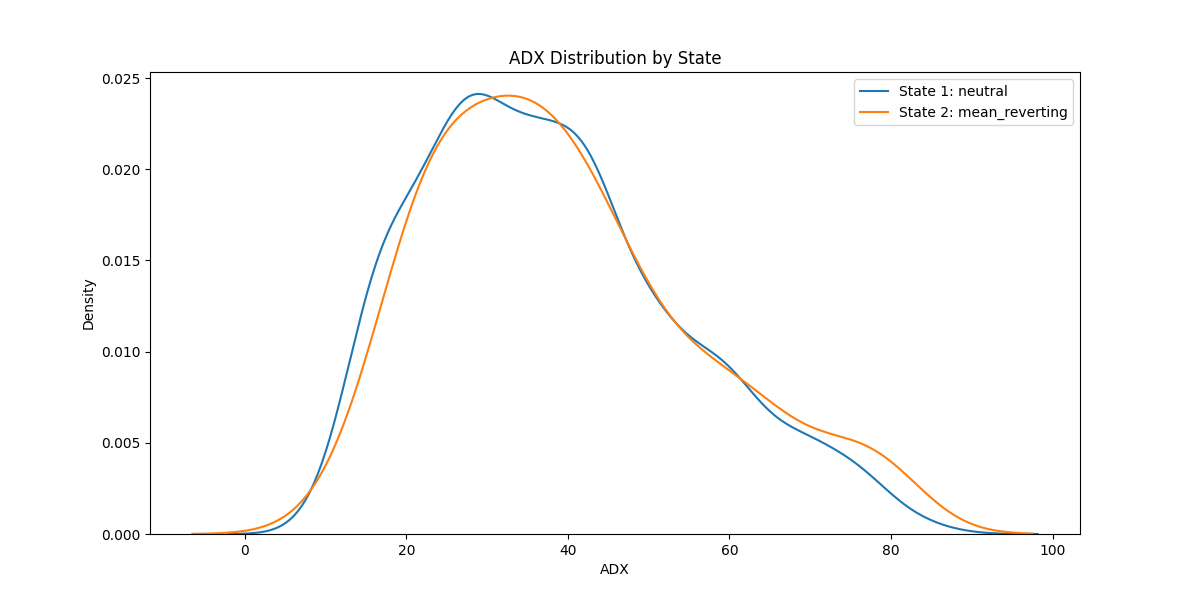 ADX Distribution by State
State 1: neutral
State 2: mean_reverting
Density
0.025
0.020
0.015
0.010
0.005
0.000
0 20 40 60 80 100
ADX